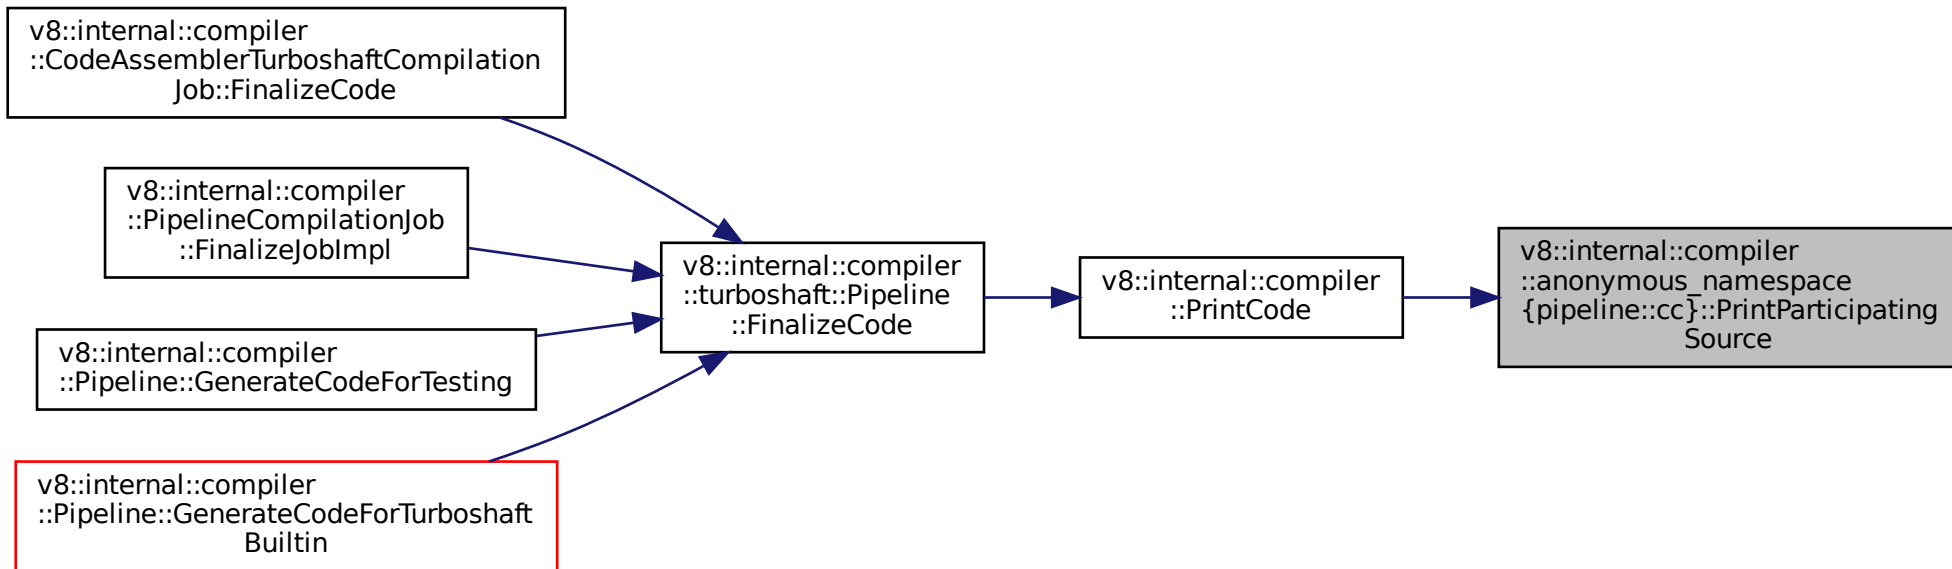 v8::internal::compiler
::CodeAssemblerTurboshaftCompilation
Job::FinalizeCode
v8::internal::compiler
::PipelineCompilationJob
::FinalizeJobImpl
v8::internal::compiler
::Pipeline::GenerateCodeForTesting
v8::internal::compiler
::Pipeline::GenerateCodeForTurboshaft
Builtin
v8::internal::compiler
::turboshaft::Pipeline
::FinalizeCode
v8::internal::compiler
::PrintCode
v8::internal::compiler
::anonymous_namespace
{pipeline::cc}::PrintParticipating
Source